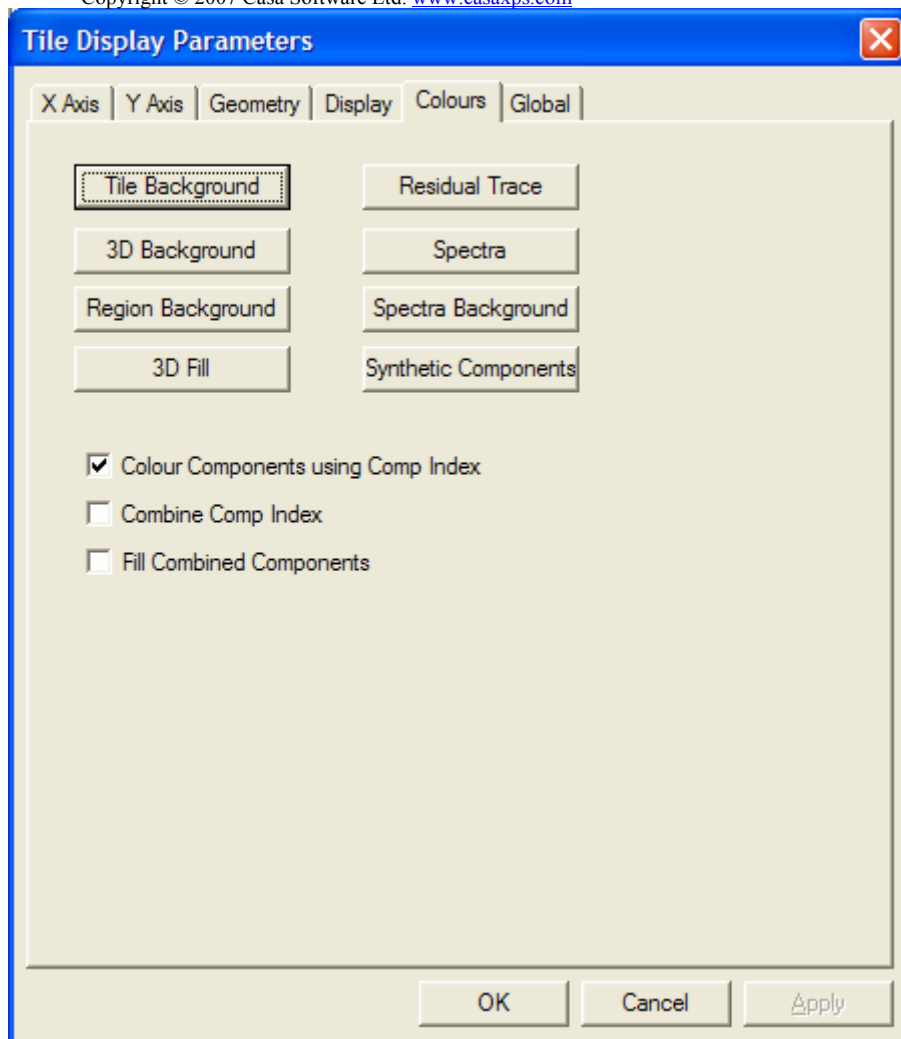 Copyright © 2007 Casa Software Ltd. www.casaxps.com
Tile Display Parameters
X Axis Y Axis Geometry Display Colours Global
Tile Background Residual Trace
3D Background Spectra
Region Background Spectra Background
3D Fill Synthetic Components
Colour Components using Comp Index
Combine Comp Index
Fill Combined Components
OK Cancel Apply